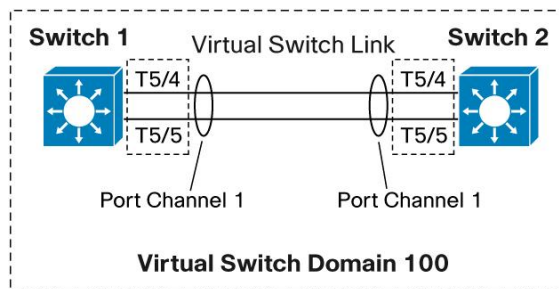 Switch 1
Virtual Switch Link
Switch 2
T5/4
T5/4
T5/5
T5/5
Port Channel 1
Port Channel 1
Virtual Switch Domain 100